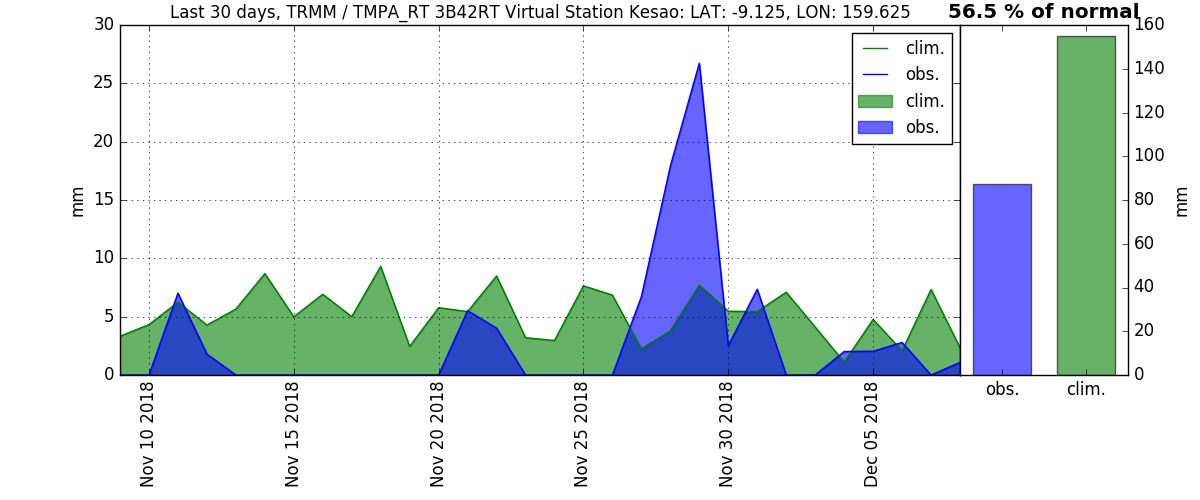 Last 30 days, TRMM / TMPA_RT 3B42RT Virtual Station Kesao: LAT: -9.125, LON: 159.625
56.5 % of normal
30
25
20
15
10
5
0
mm
clim.
obs.
clim.
obs.
Nov 10 2018
Nov 15 2018
Nov 20 2018
Nov 25 2018
Nov 30 2018
Dec 05 2018
160
140
120
100
80
60
40
20
0
mm
obs.
clim.